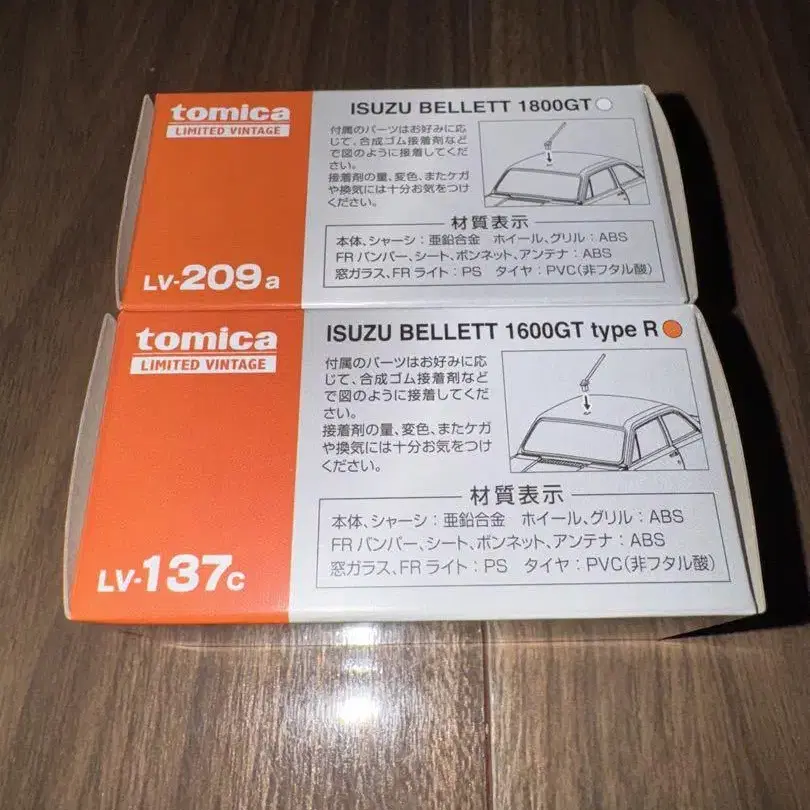 tomica
LIMITED VINTAGE
LV-209a
ISUZU BELLETT 1800GT
付属のパーツはお好みに応
じて、合成ゴム接着剤など
で図のように接着してくだ
さい。
接着剤の量、変色、またケガ
や換気には十分お気をつけ
ください。
材質表示
本体、シャーシ:亜鉛合金 ホイール、グリル:ABS
FRバンパー、シート、ボンネット、アンテナ:ABS
窓ガラス、FRライト:PS タイヤ:PVC(非フタル酸)
tomica
LIMITED VINTAGE
LV-137c
ISUZU BELLETT 1600GT type R
付属のパーツはお好みに応
じて、合成ゴム接着剤など
で図のように接着してくだ
さい。
接着剤の量、変色、またケガ
や換気には十分お気をつけ
ください。
材質表示
本体、シャーシ:亜鉛合金 ホイール、グリル:ABS
FRバンパー、シート、ボンネット、アンテナ:ABS
窓ガラス、FRライト:PS タイヤ:PVC(非フタル酸)